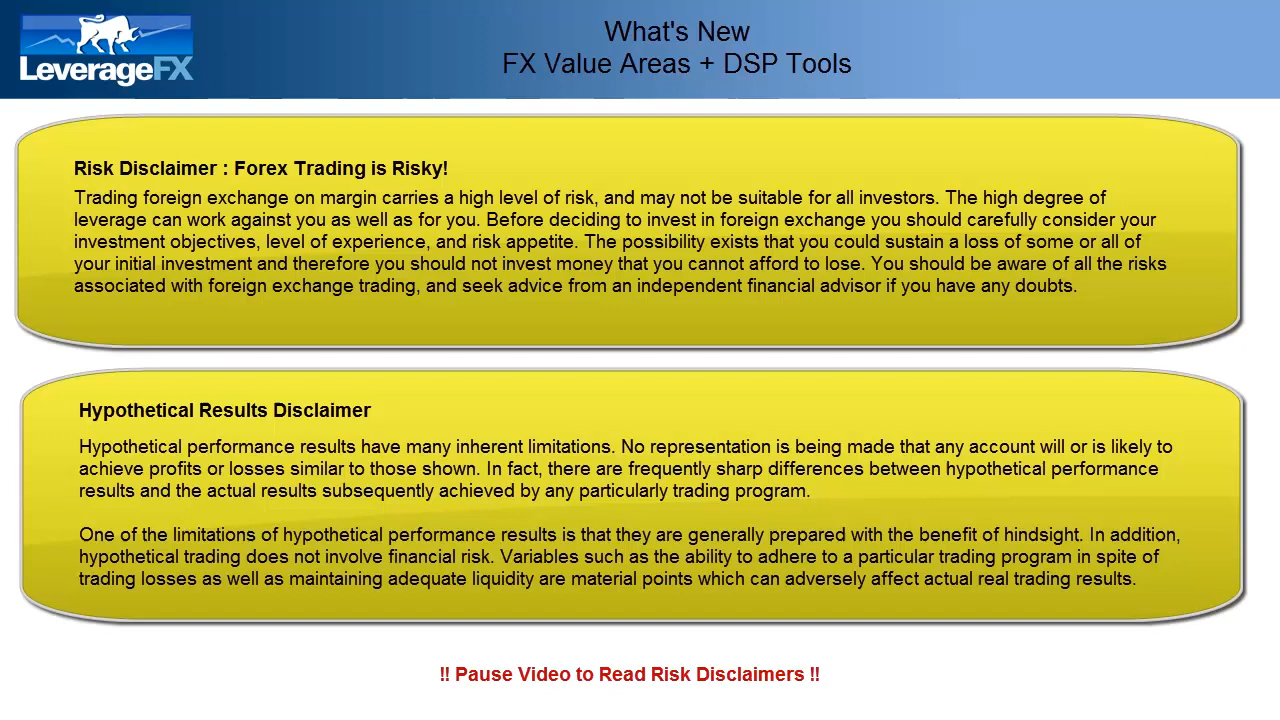 LeverageFX
What's New
FX Value Areas + DSP Tools
Risk Disclaimer : Forex Trading is Risky!
Trading foreign exchange on margin carries a high level of risk, and may not be suitable for all investors. The high degree of
leverage can work against you as well as for you. Before deciding to invest in foreign exchange you should carefully consider your
investment objectives, level of experience, and risk appetite. The possibility exists that you could sustain a loss of some or all of
your initial investment and therefore you should not invest money that you cannot afford to lose. You should be aware of all the risks
associated with foreign exchange trading, and seek advice from an independent financial advisor if you have any doubts.
Hypothetical Results Disclaimer
Hypothetical performance results have many inherent limitations. No representation is being made that any account will or is likely to
achieve profits or losses similar to those shown. In fact, there are frequently sharp differences between hypothetical performance
results and the actual results subsequently achieved by any particularly trading program.
One of the limitations of hypothetical performance results is that they are generally prepared with the benefit of hindsight. In addition,
hypothetical trading does not involve financial risk. Variables such as the ability to adhere to a particular trading program in spite of
trading losses as well as maintaining adequate liquidity are material points which can adversely affect actual real trading results.
!! Pause Video to Read Risk Disclaimers !!